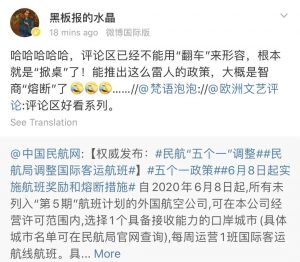 黑板报的水晶
18 mins ago 微博国际版
哈哈哈哈哈，评论区已经不能用“翻车”来形容，根本
就是“掀桌”了！能推出这么雷人的政策，大概是智
商“熔断”了……//@梵语泡泡://@欧洲文艺评
论:评论区好看系列。
See Translation
@中国民航网:【权威发布：#民航“五个一”调整##民
航局调整国际客运航班##五个一政策##6月8日起实
施航班奖励和熔断措施# 自2020年6月8日起,所有未
列入“第5期”航班计划的外国航空公司,可在本公司经
营许可范围内,选择1个具备接收能力的口岸城市 (具体
城市名单可在民航局官网查询),每周运营1班国际客运
航线航班。具... More